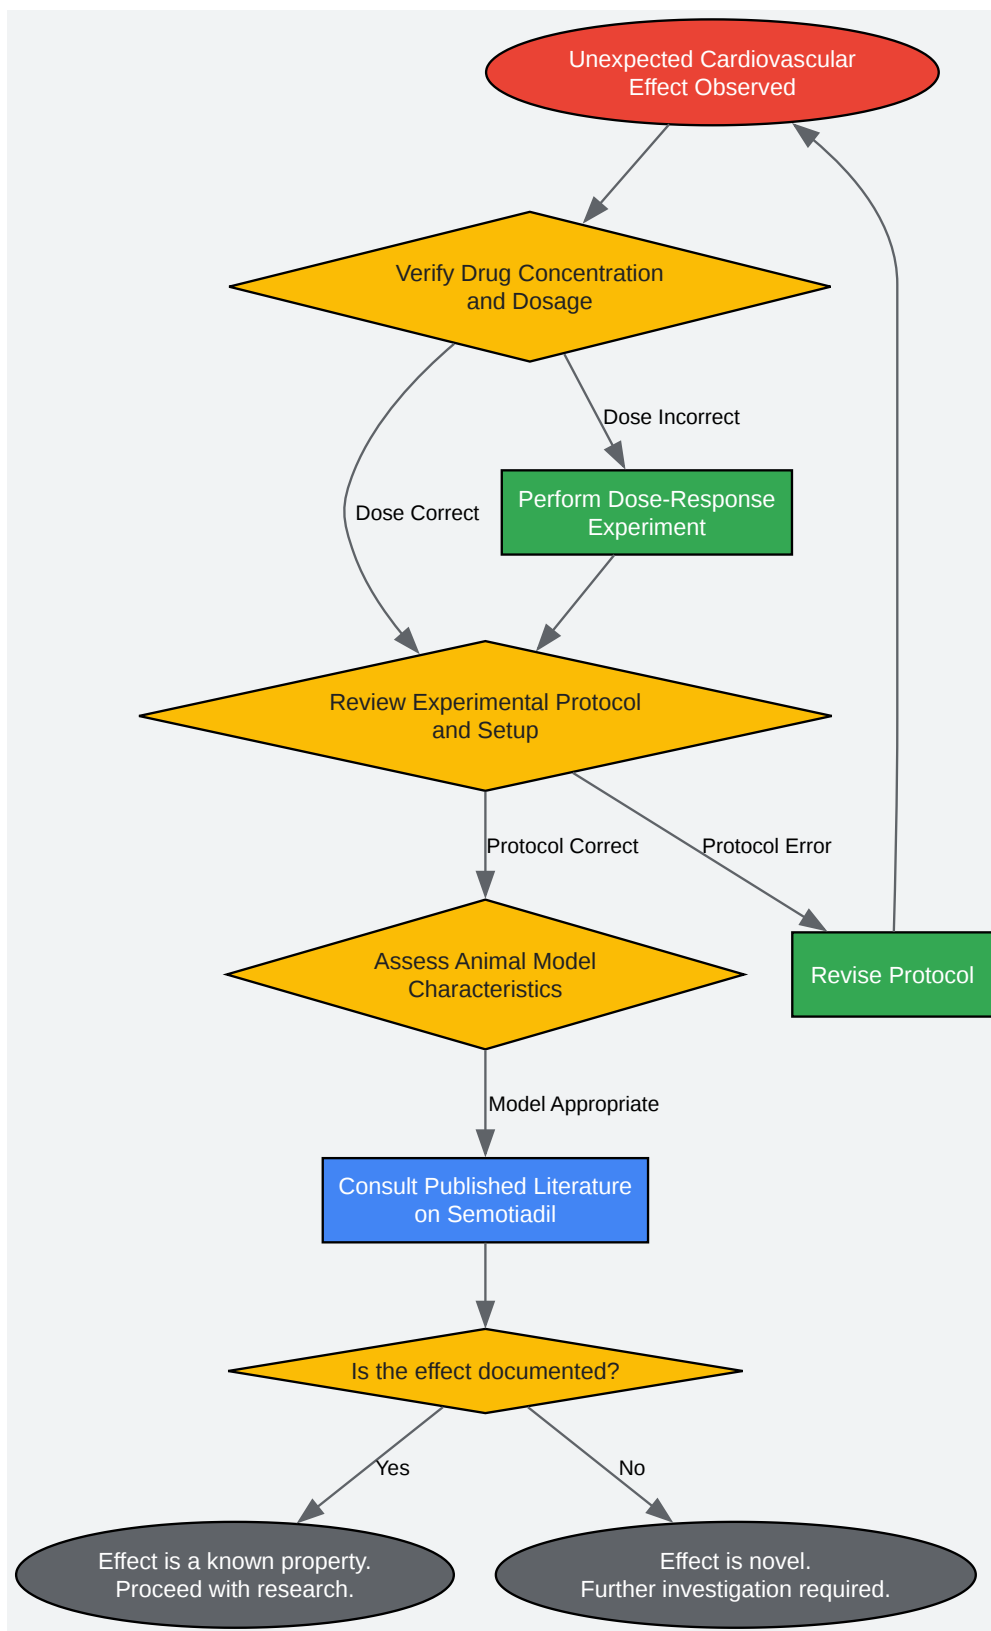 Unexpected Cardiovascular
Effect Observed
Verify Drug Concentration
and Dosage
Dose Incorrect
Perform Dose-Response
Experiment
Dose Correct
Review Experimental Protocol
and Setup
Protocol Correct
Protocol Error
Assess Animal Model
Characteristics
Revise Protocol
Model Appropriate
Consult Published Literature
on Semotiadil
Is the effect documented?
Yes
No
Effect is a known property.
Proceed with research.
Effect is novel.
Further investigation required.